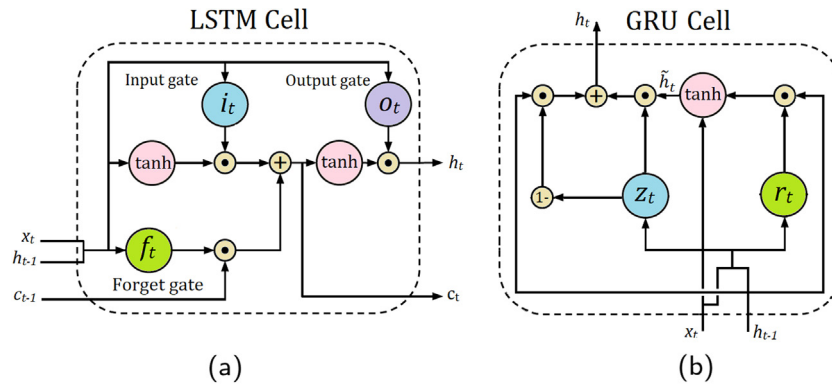 LSTM Cell
Input gate
Output gate
i_t
o_t
tanh
+
tanh
h_t
x_t
h_{t-1}
f_t
Forget gate
c_{t-1}
c_t
(a)
GRU Cell
h_t
+
h̃_t
tanh
1-
z_t
r_t
x_t
h_{t-1}
(b)